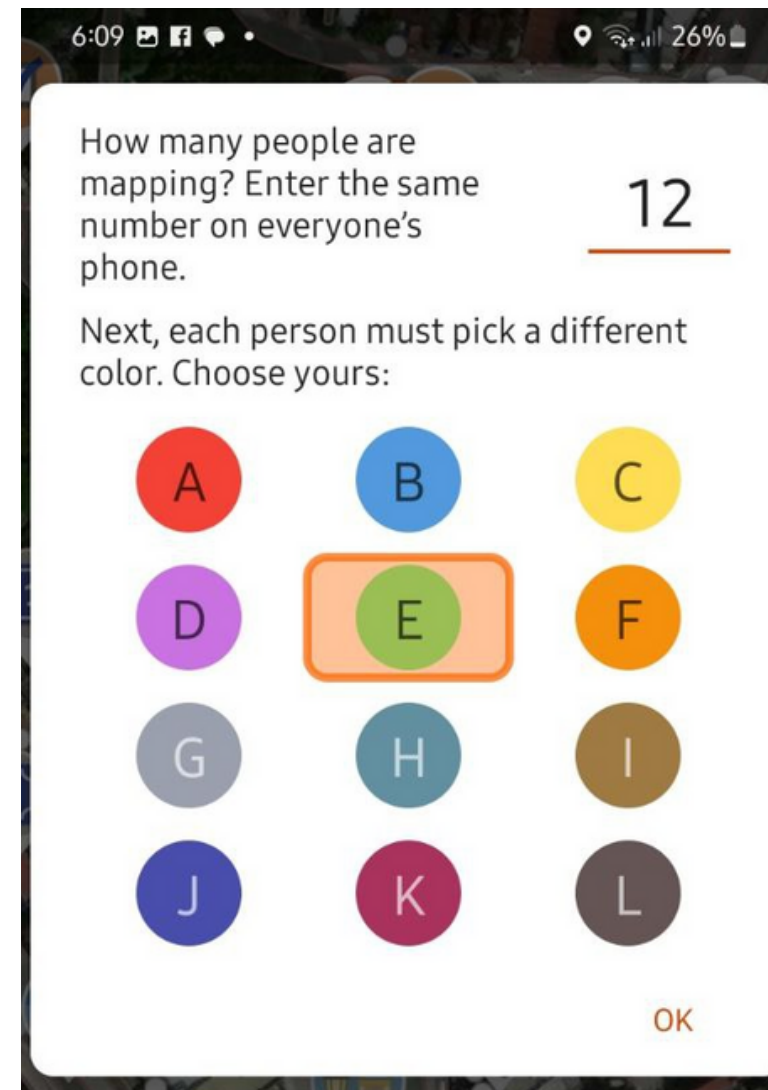 6:09 26%
How many people are
mapping? Enter the same
number on everyone's
phone.
12
Next, each person must pick a different
color. Choose yours:
A B C
D E F
G H I
J K L
OK